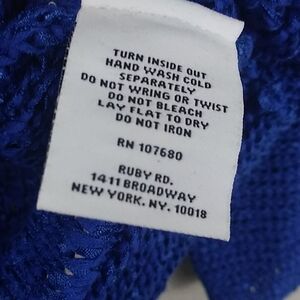 TURN INSIDE OUT
HAND WASH COLD
SEPARATELY
DO NOT WRING OR TWIST
DO NOT BLEACH
LAY FLAT TO DRY
DO NOT IRON
RN 107680
RUBY RD.
1411 BROADWAY
NEW YORK. NY. 10018